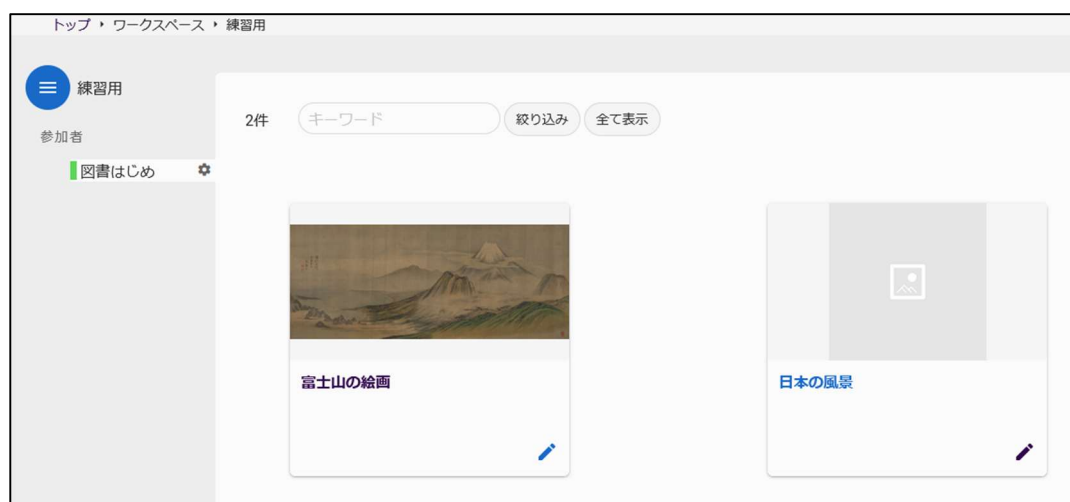 トップ ▸ ワークスペース ▸ 練習用
練習用
参加者
図書はじめ
2件 キーワード 絞り込み 全て表示
富士山の絵画
日本の風景